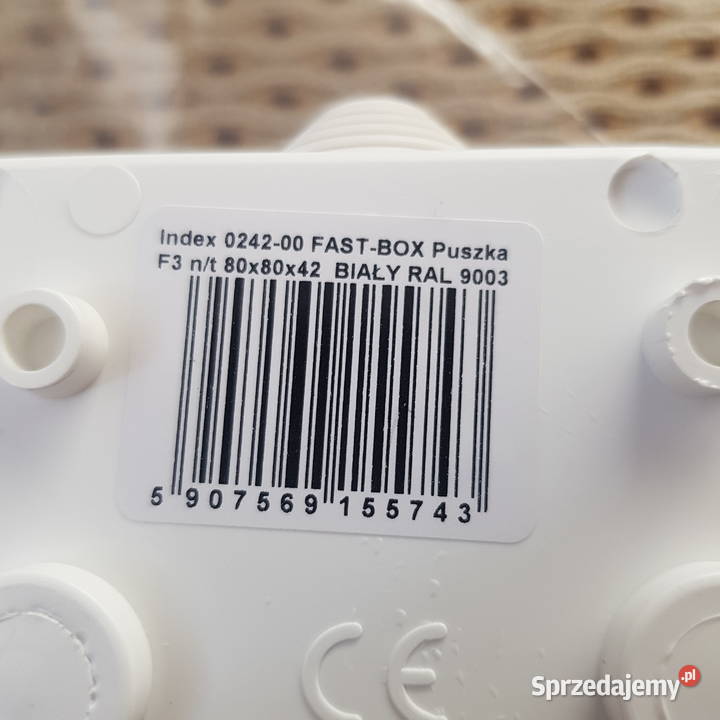 Index 0242-00 FAST-BOX Puszka
F3 n/t 80x80x42 BIAŁY RAL 9003
5 907569 155743
CE
Sprzedajemy.pl